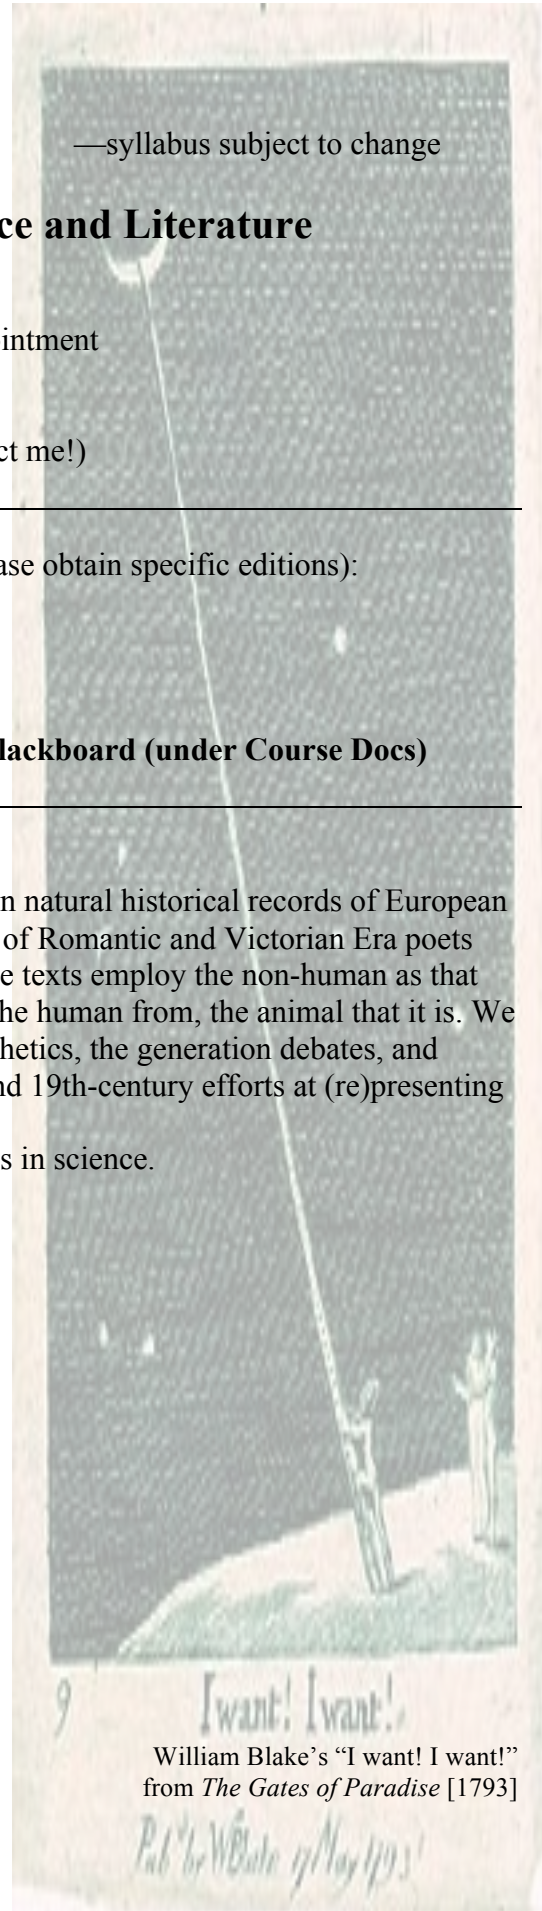 —syllabus subject to change
ce and Literature
intment
ct me!)
ase obtain specific editions):
lackboard (under Course Docs)
n natural historical records of European
of Romantic and Victorian Era poets
e texts employ the non-human as that
he human from, the animal that it is. We
hetics, the generation debates, and
nd 19th-century efforts at (re)presenting
s in science.
9 I want! I want!
William Blake’s “I want! I want!”
from The Gates of Paradise [1793]